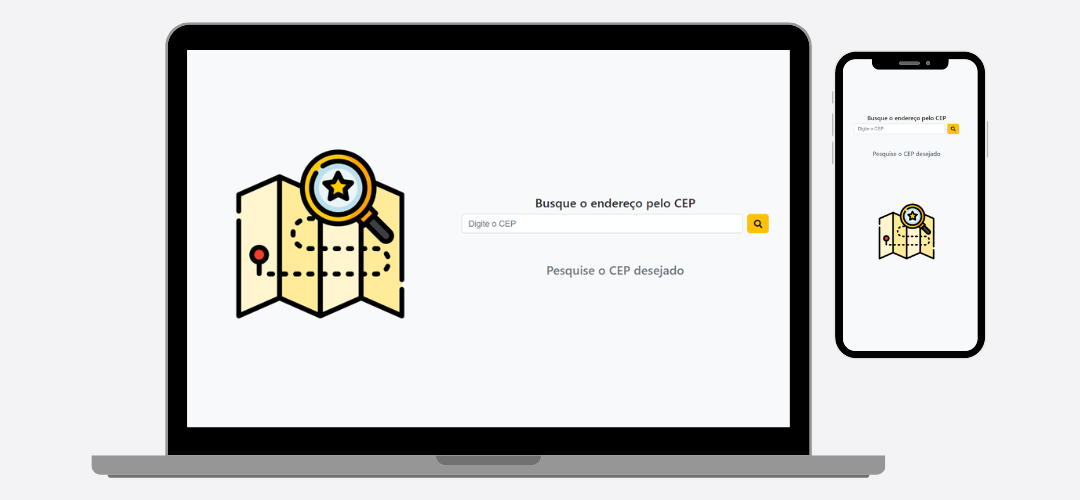 Busque o endereço pelo CEP
Digite o CEP
Pesquise o CEP desejado
Busque o endereço pelo CEP
Digite o CEP
Pesquise o CEP desejado